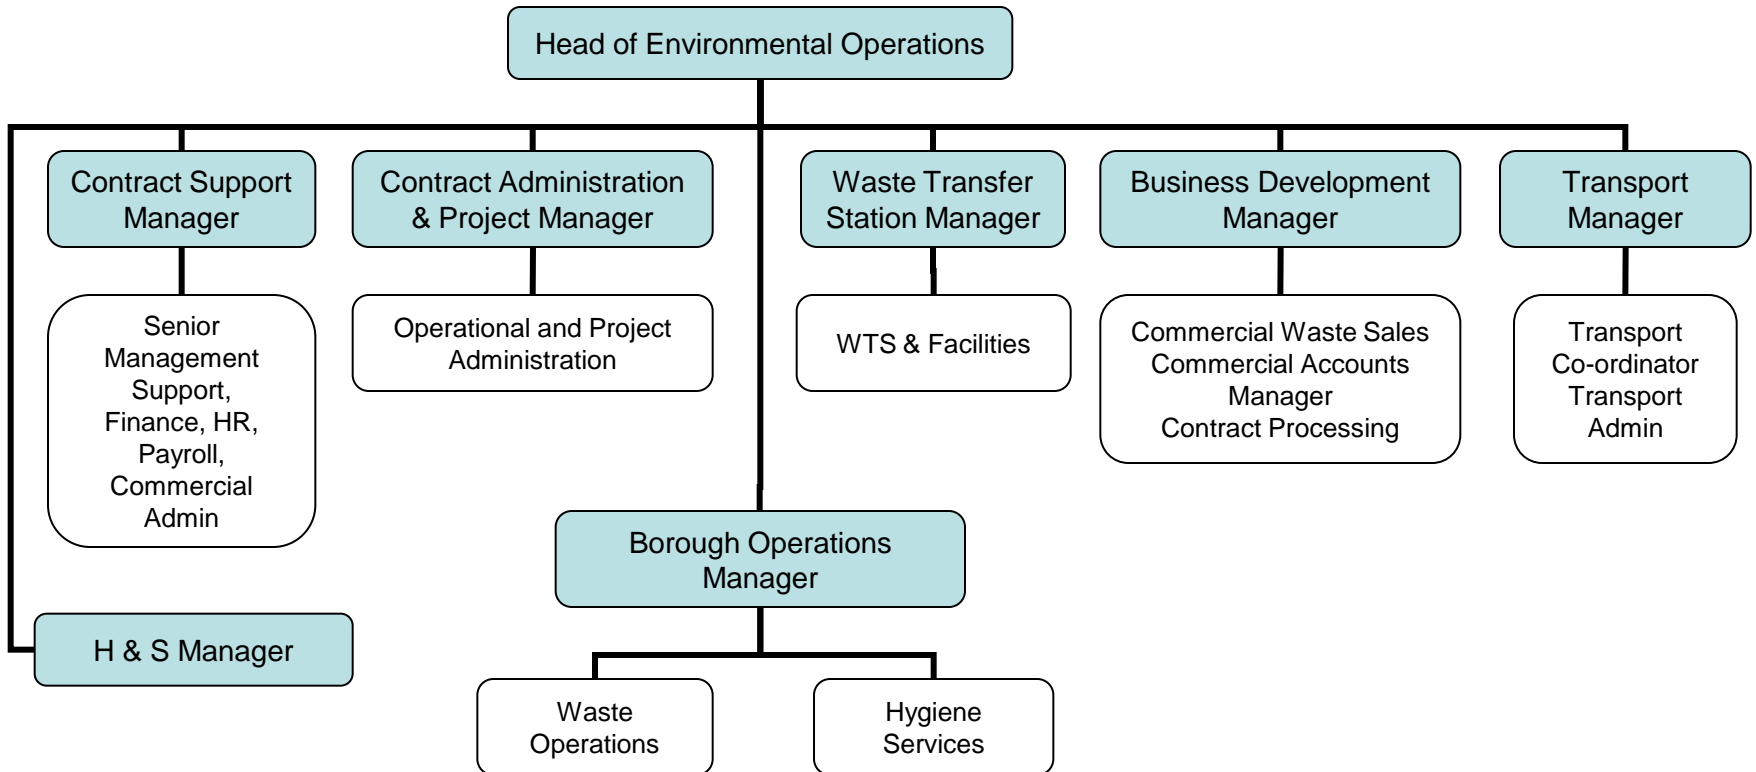 Head of Environmental Operations
Contract Support
Manager
Contract Administration
& Project Manager
Waste Transfer
Station Manager
Business Development
Manager
Transport
Manager
Senior
Management
Support,
Finance, HR,
Payroll,
Commercial
Admin
Operational and Project
Administration
WTS & Facilities
Commercial Waste Sales
Commercial Accounts
Manager
Contract Processing
Transport
Co-ordinator
Transport
Admin
Borough Operations
Manager
H & S Manager
Waste
Operations
Hygiene
Services